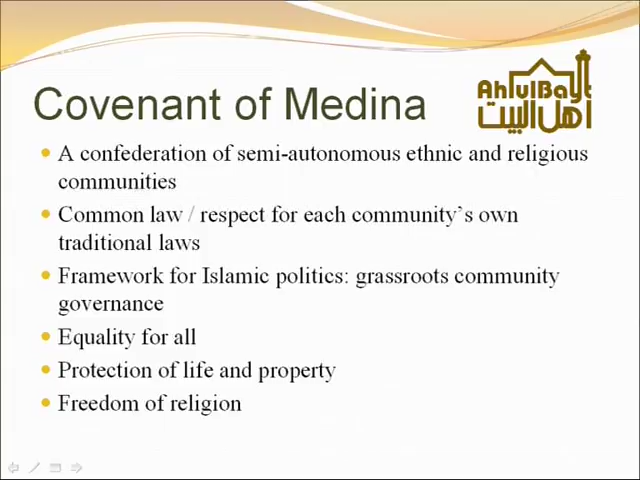 Covenant of Medina
AhlulBayt
اهل البيت
A confederation of semi-autonomous ethnic and religious
communities
Common law / respect for each community’s own
traditional laws
Framework for Islamic politics: grassroots community
governance
Equality for all
Protection of life and property
Freedom of religion